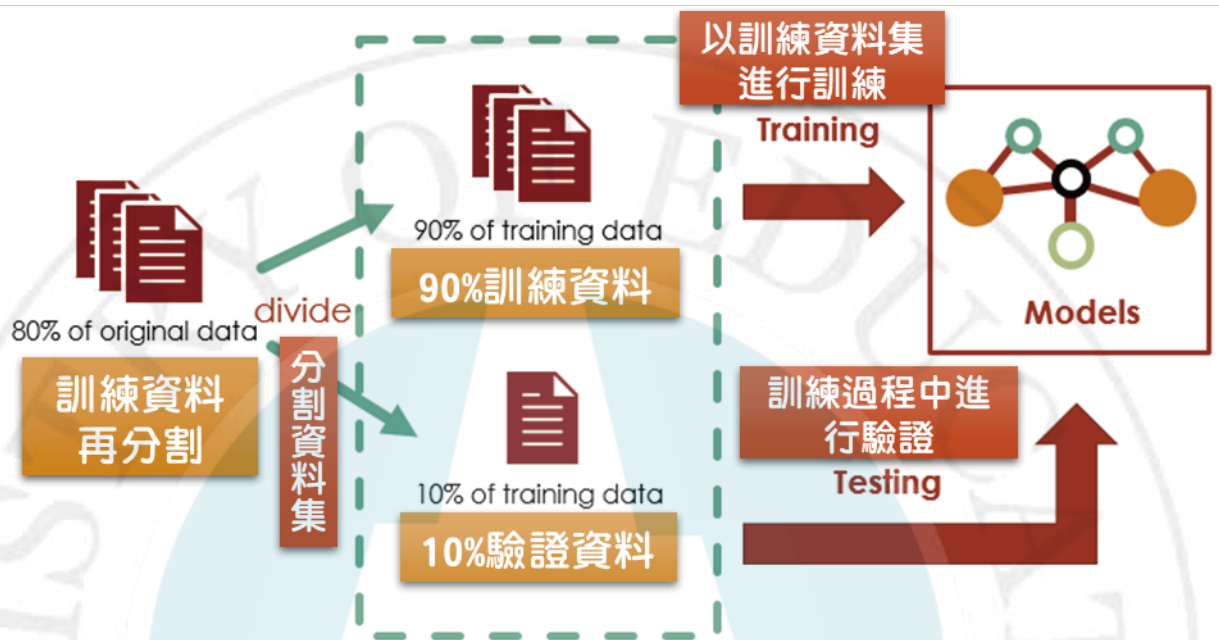 以訓練資料集
進行訓練
Training
90% of training data
90%訓練資料
divide
80% of original data
訓練資料
再分割
分割資料集
Models
訓練過程中進
行驗證
Testing
10% of training data
10%驗證資料